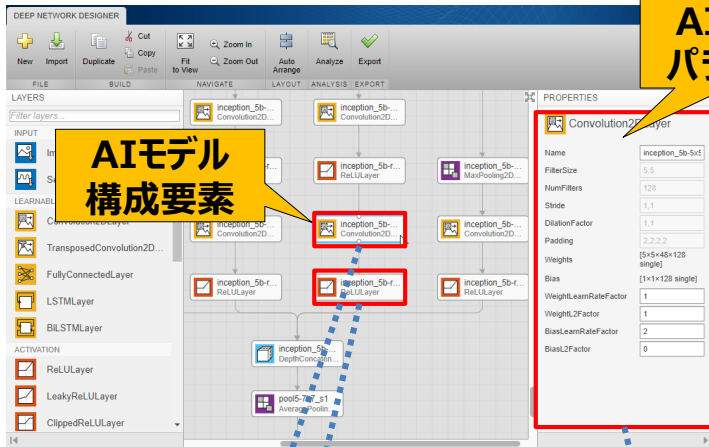 DEEP NETWORK DESIGNER
New
Import
Duplicate
Cut
Copy
Paste
Fit
to View
Zoom In
Zoom Out
Auto
Arrange
Analyze
Export
FILE
BUILD
NAVIGATE
LAYOUT
ANALYSIS
EXPORT
LAYERS
Filter layers...
INPUT
AIモデル
構成要素
LEARNABL
TransposedConvolution2D...
FullyConnectedLayer
LSTMLayer
BiLSTMLayer
ACTIVATION
ReLULayer
LeakyReLULayer
ClippedReLULayer
inception_5b-...
Convolution2D...
inception_5b-...
Convolution2D...
inception_5b-r...
ReLULayer
inception_5b-...
MaxPooling2D...
inception_5b-...
Convolution2D...
inception_5b-...
Convolution2D...
inception_5b-...
Convolution2D...
inception_5b-r...
ReLULayer
inception_5b-r...
ReLULayer
inception_5b-r...
ReLULayer
inception_5b-...
DepthConcaten...
pool5-7x7_s1
AveragePoolin...
PROPERTIES
Convolution2DLayer
Name
inception_5b-5x5
FilterSize
5,5
NumFilters
128
Stride
1,1
DilationFactor
1,1
Padding
2,2,2,2
Weights
[5×5×48×128
single]
Bias
[1×1×128 single]
WeightLearnRateFactor
1
WeightL2Factor
1
BiasLearnRateFactor
2
BiasL2Factor
0